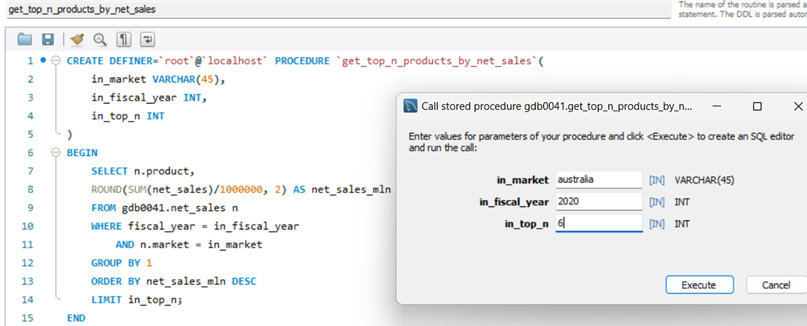 get_top_n_products_by_net_sales
The name of the routine is parsed a
statement. The DDL is parsed autor
1 CREATE DEFINER=`root`@`localhost` PROCEDURE `get_top_n_products_by_net_sales`(
2 in_market VARCHAR(45),
3 in_fiscal_year INT,
4 in_top_n INT
5 )
6 BEGIN
7 SELECT n.product,
8 ROUND(SUM(net_sales)/1000000, 2) AS net_sales_mln
9 FROM gdb0041.net_sales n
10 WHERE fiscal_year = in_fiscal_year
11 AND n.market = in_market
12 GROUP BY 1
13 ORDER BY net_sales_mln DESC
14 LIMIT in_top_n;
15 END
Call stored procedure gdb0041.get_top_n_products_by_n...
Enter values for parameters of your procedure and click <Execute> to create an SQL editor
and run the call:
in_market australia [IN] VARCHAR(45)
in_fiscal_year 2020 [IN] INT
in_top_n 6 [IN] INT
Execute Cancel